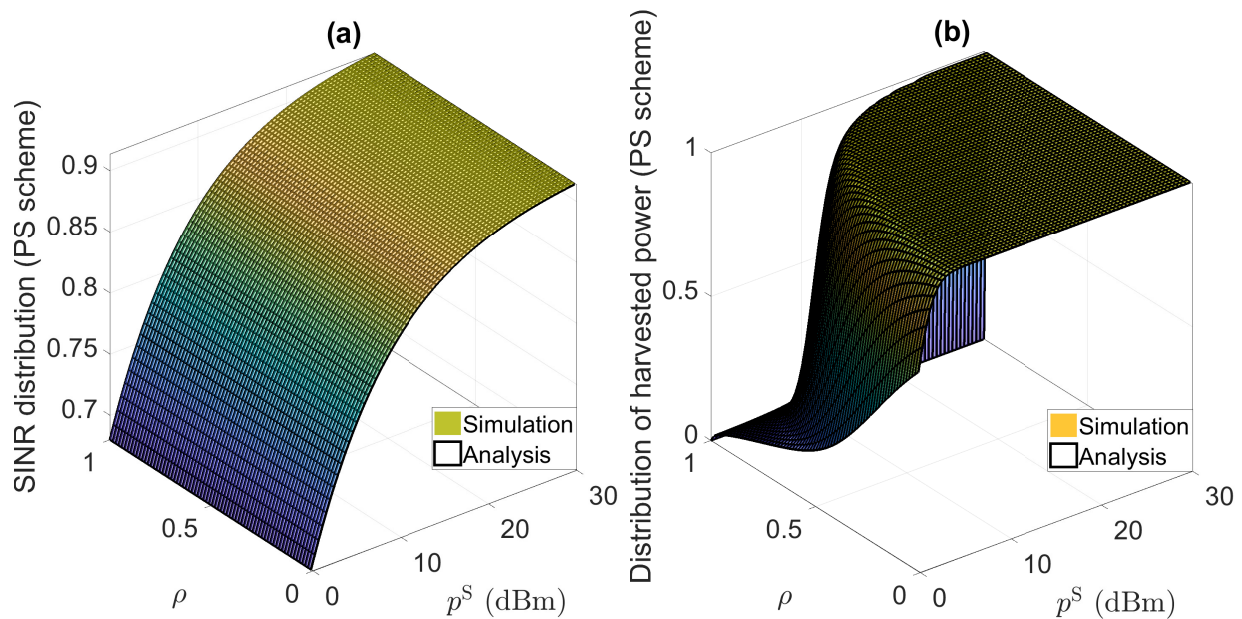 (a)
SINR distribution (PS scheme)
0.9
0.85
0.8
0.75
0.7
1
0.5
0
ρ
0
10
20
30
pS (dBm)
Simulation
Analysis
(b)
Distribution of harvested power (PS scheme)
1
0.5
0
1
0.5
0
ρ
0
10
20
30
pS (dBm)
Simulation
Analysis